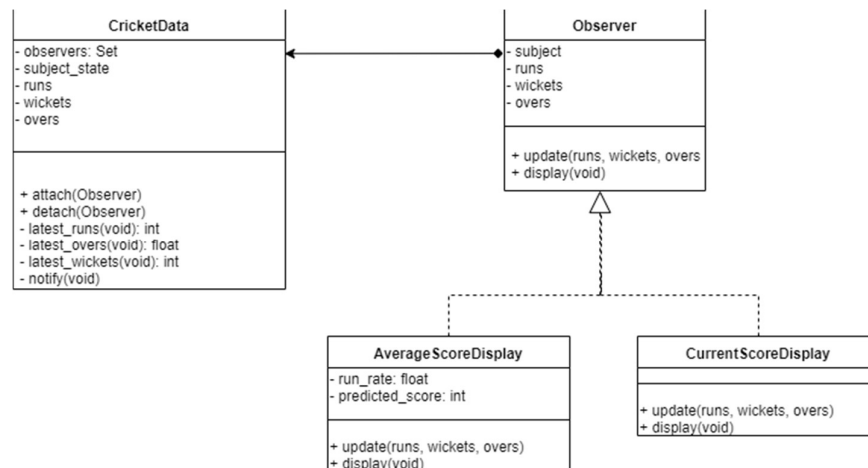 CricketData
- observers: Set
- subject_state
- runs
- wickets
- overs
+ attach(Observer)
+ detach(Observer)
- latest_runs(void): int
- latest_overs(void): float
- latest_wickets(void): int
- notify(void)
Observer
- subject
- runs
- wickets
- overs
+ update(runs, wickets, overs
+ display(void)
AverageScoreDisplay
- run_rate: float
- predicted_score: int
+ update(runs, wickets, overs)
+ display(void)
CurrentScoreDisplay
+ update(runs, wickets, overs)
+ display(void)